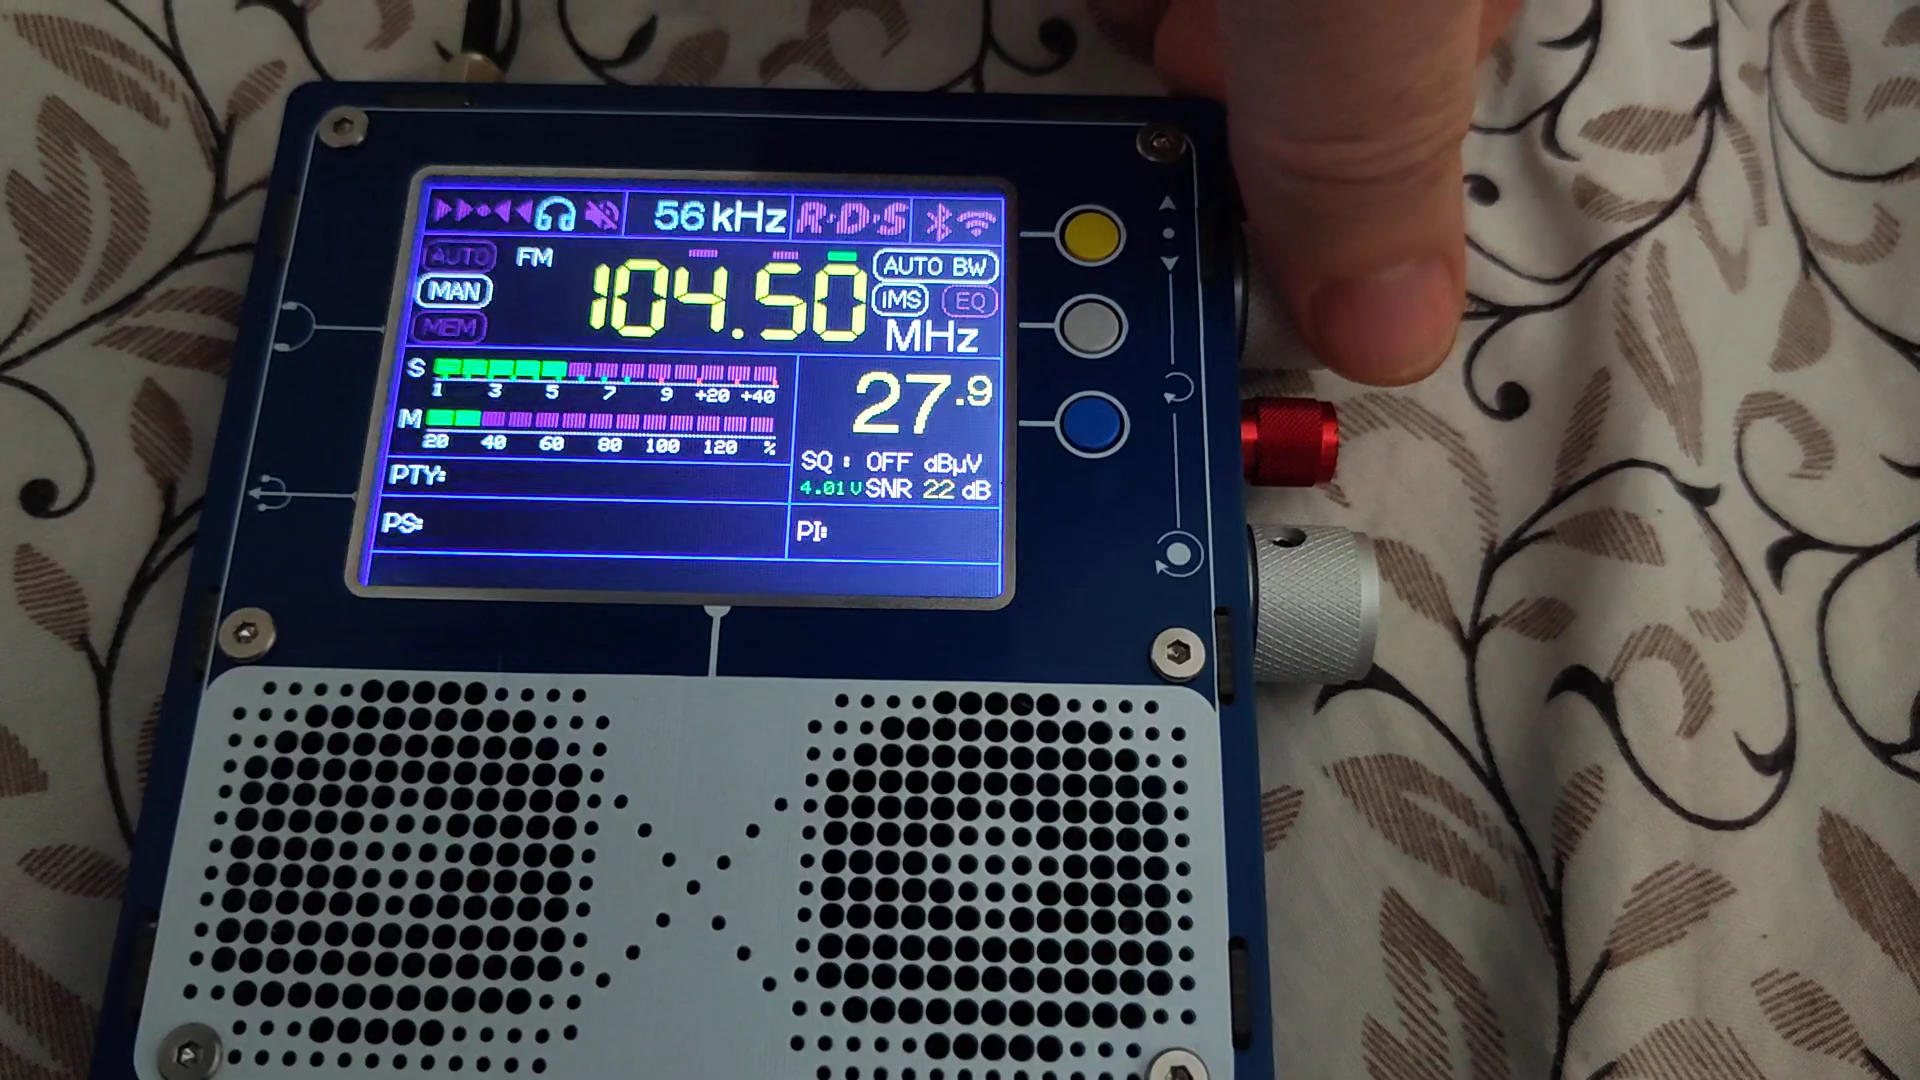 56 kHz R·D·S
AUTO FM AUTO BW
MAN 104.50 IMS EQ
MEM MHz
S
1 3 5 7 9 +20 +40
27.9
M
20 40 60 80 100 120 %
SQ : OFF dBµV
PTY: 4.01V SNR 22 dB
PS: PI: